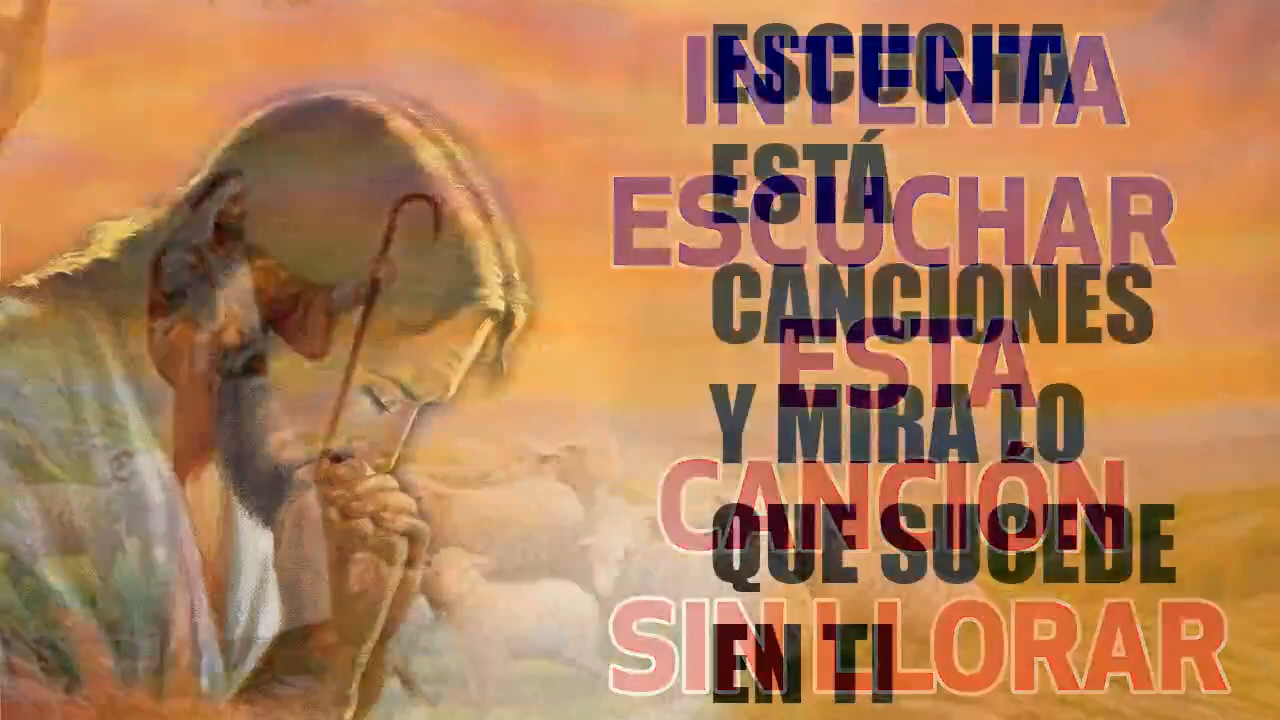 ESCUCHA
ESTÁ
CANCIONES
Y MIRA LO
QUE SUCEDE
EN TI
INTENTA
ESCUCHAR
ESTA
CANCIÓN
SIN LLORAR